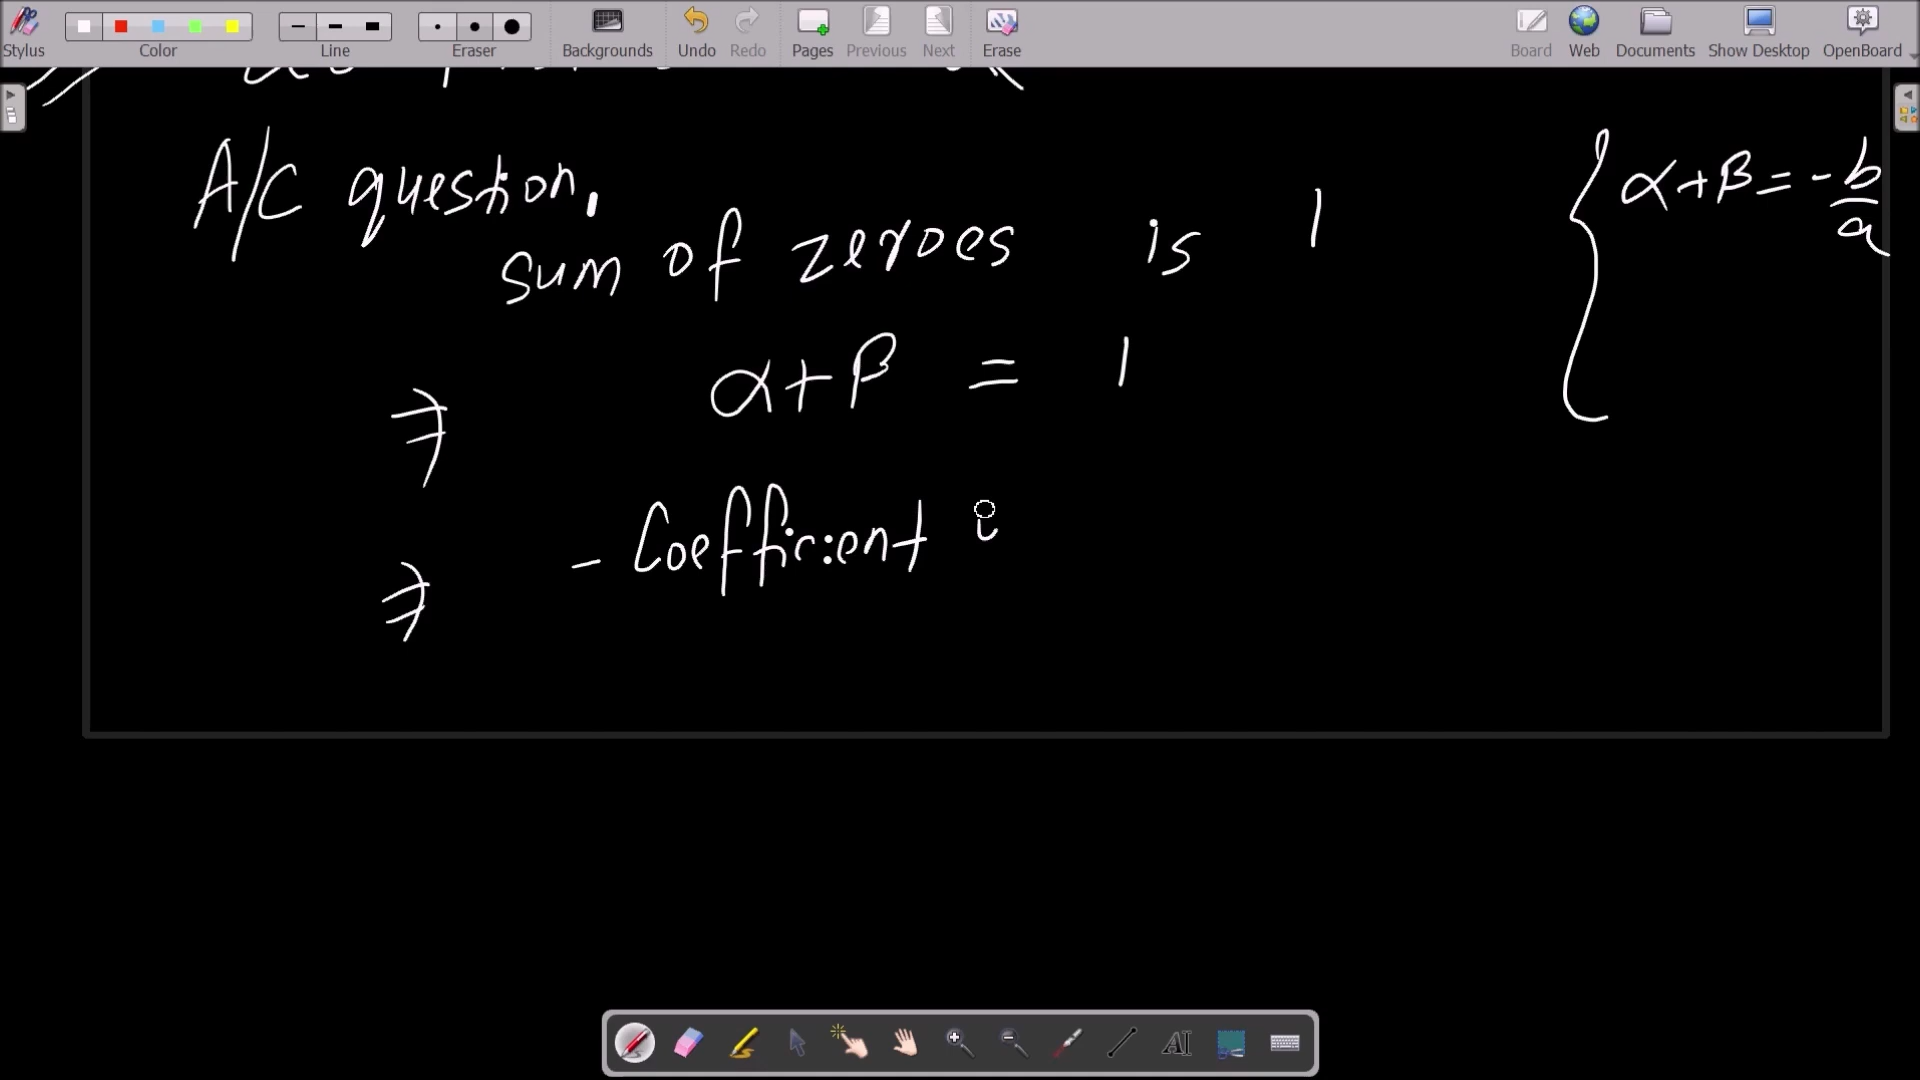 Stylus Color Line Eraser Backgrounds Undo Redo Pages Previous Next Erase Board Web Documents Show Desktop OpenBoard
A/C question,
sum of zeroes is 1
α+β = -b/a
⇒ α+β = 1
⇒ - Coefficient
AI